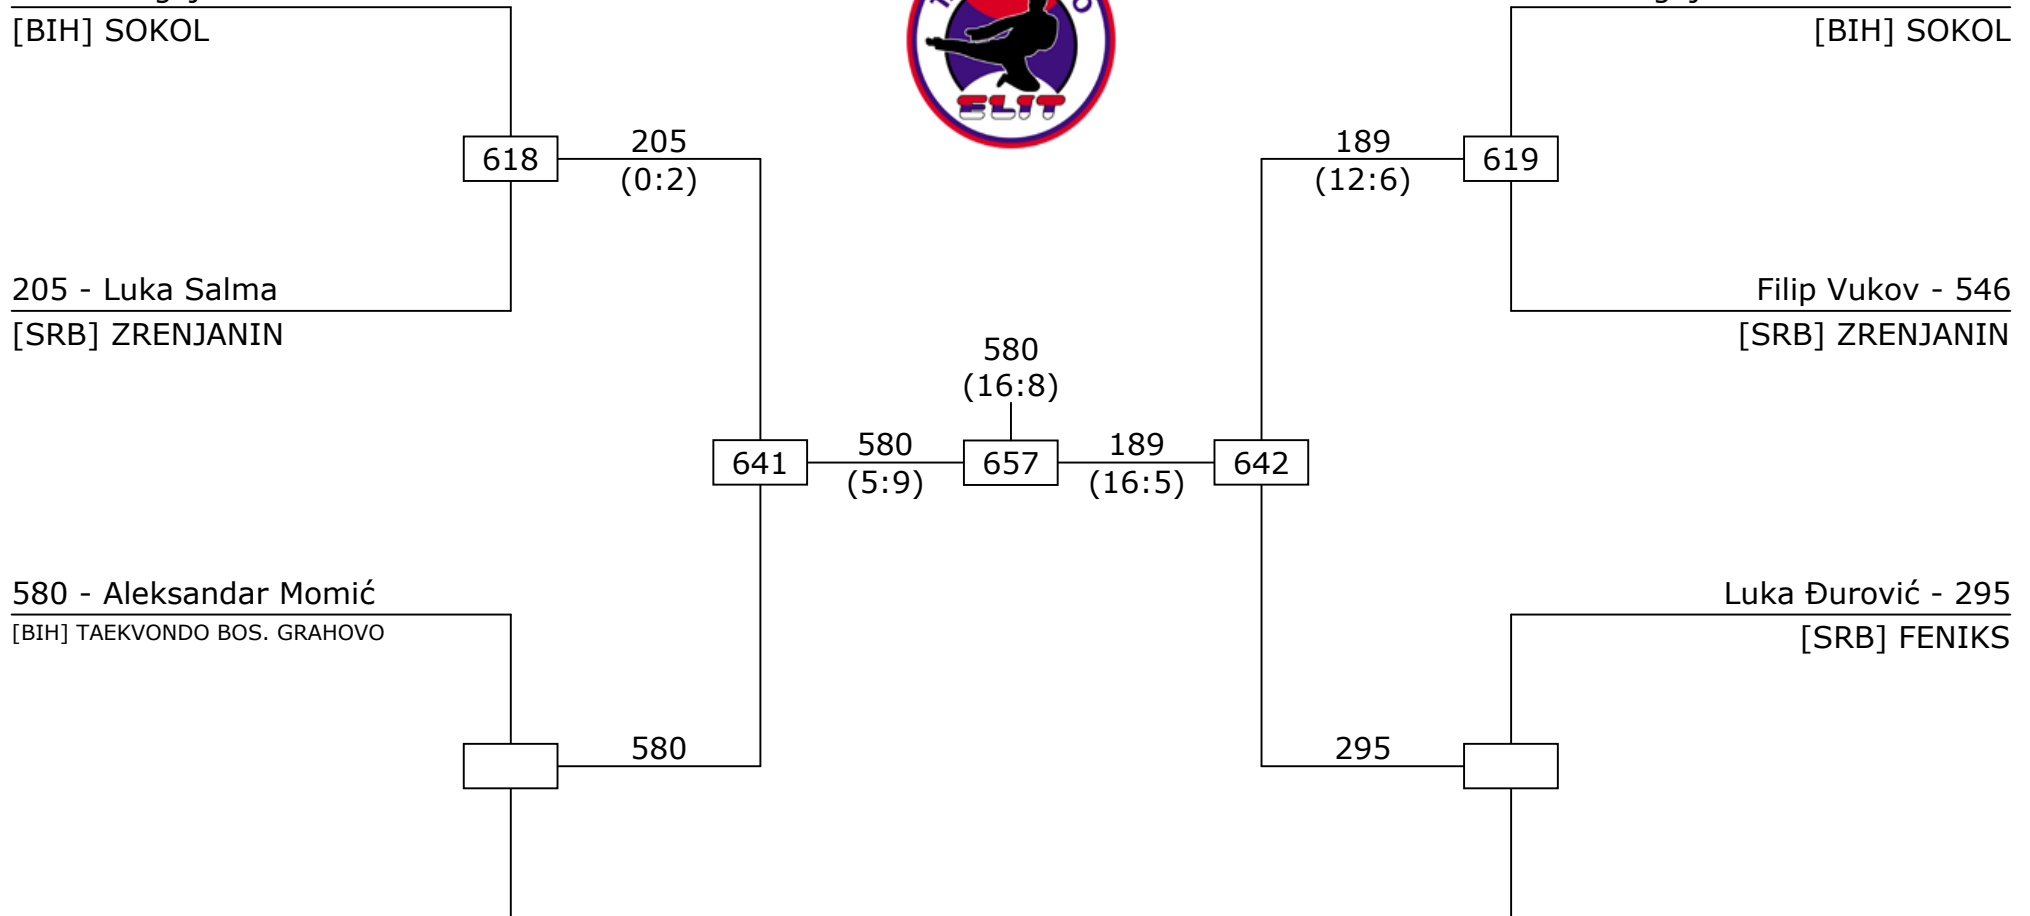 [BIH] SOKOL
[BIH] SOKOL
ELIT
618
205
(0:2)
189
(12:6)
619
205 - Luka Salma
[SRB] ZRENJANIN
Filip Vukov - 546
[SRB] ZRENJANIN
580
(16:8)
641
580
(5:9)
657
189
(16:5)
642
580 - Aleksandar Momić
[BIH] TAEKVONDO BOS. GRAHOVO
Luka Đurović - 295
[SRB] FENIKS
580
295